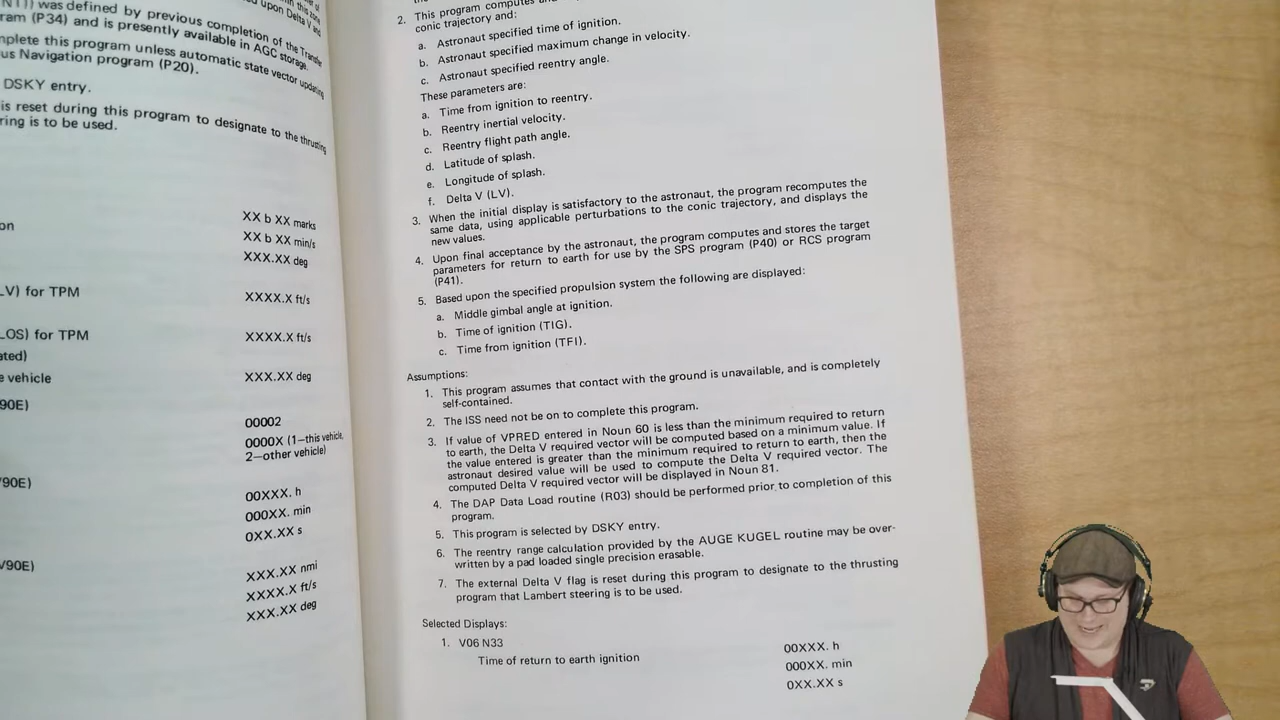 NT1)) was defined by previous completion of the Transfer
ram (P34) and is presently available in AGC storage.
mplete this program unless automatic state vector updating
us Navigation program (P20).
DSKY entry.
is reset during this program to designate to the thrusting
ring is to be used.
XX b XX marks
on
XX b XX min/s
XXX.XX deg
LV) for TPM
XXXX.X ft/s
LOS) for TPM
XXXX.X ft/s
ated)
e vehicle
XXX.XX deg
90E)
00002
0000X (1—this vehicle,
2—other vehicle)
/90E)
00XXX. h
000XX. min
0XX.XX s
V90E)
XXX.XX nmi
XXXX.X ft/s
XXX.XX deg
2. This program computes
conic trajectory and:
a. Astronaut specified time of ignition.
b. Astronaut specified maximum change in velocity.
c. Astronaut specified reentry angle.
These parameters are:
a. Time from ignition to reentry.
b. Reentry inertial velocity.
c. Reentry flight path angle.
d. Latitude of splash.
e. Longitude of splash.
f. Delta V (LV).
3. When the initial display is satisfactory to the astronaut, the program recomputes the
same data, using applicable perturbations to the conic trajectory, and displays the
new values.
4. Upon final acceptance by the astronaut, the program computes and stores the target
parameters for return to earth for use by the SPS program (P40) or RCS program
(P41).
5. Based upon the specified propulsion system the following are displayed:
a. Middle gimbal angle at ignition.
b. Time of ignition (TIG).
c. Time from ignition (TFI).
Assumptions:
1. This program assumes that contact with the ground is unavailable, and is completely
self-contained.
2. The ISS need not be on to complete this program.
3. If value of VPRED entered in Noun 60 is less than the minimum required to return
to earth, the Delta V required vector will be computed based on a minimum value. If
the value entered is greater than the minimum required to return to earth, then the
astronaut desired value will be used to compute the Delta V required vector. The
computed Delta V required vector will be displayed in Noun 81.
4. The DAP Data Load routine (R03) should be performed prior to completion of this
program.
5. This program is selected by DSKY entry.
6. The reentry range calculation provided by the AUGE KUGEL routine may be over-
written by a pad loaded single precision erasable.
7. The external Delta V flag is reset during this program to designate to the thrusting
program that Lambert steering is to be used.
Selected Displays:
1. V06 N33
Time of return to earth ignition
00XXX. h
000XX. min
0XX.XX s